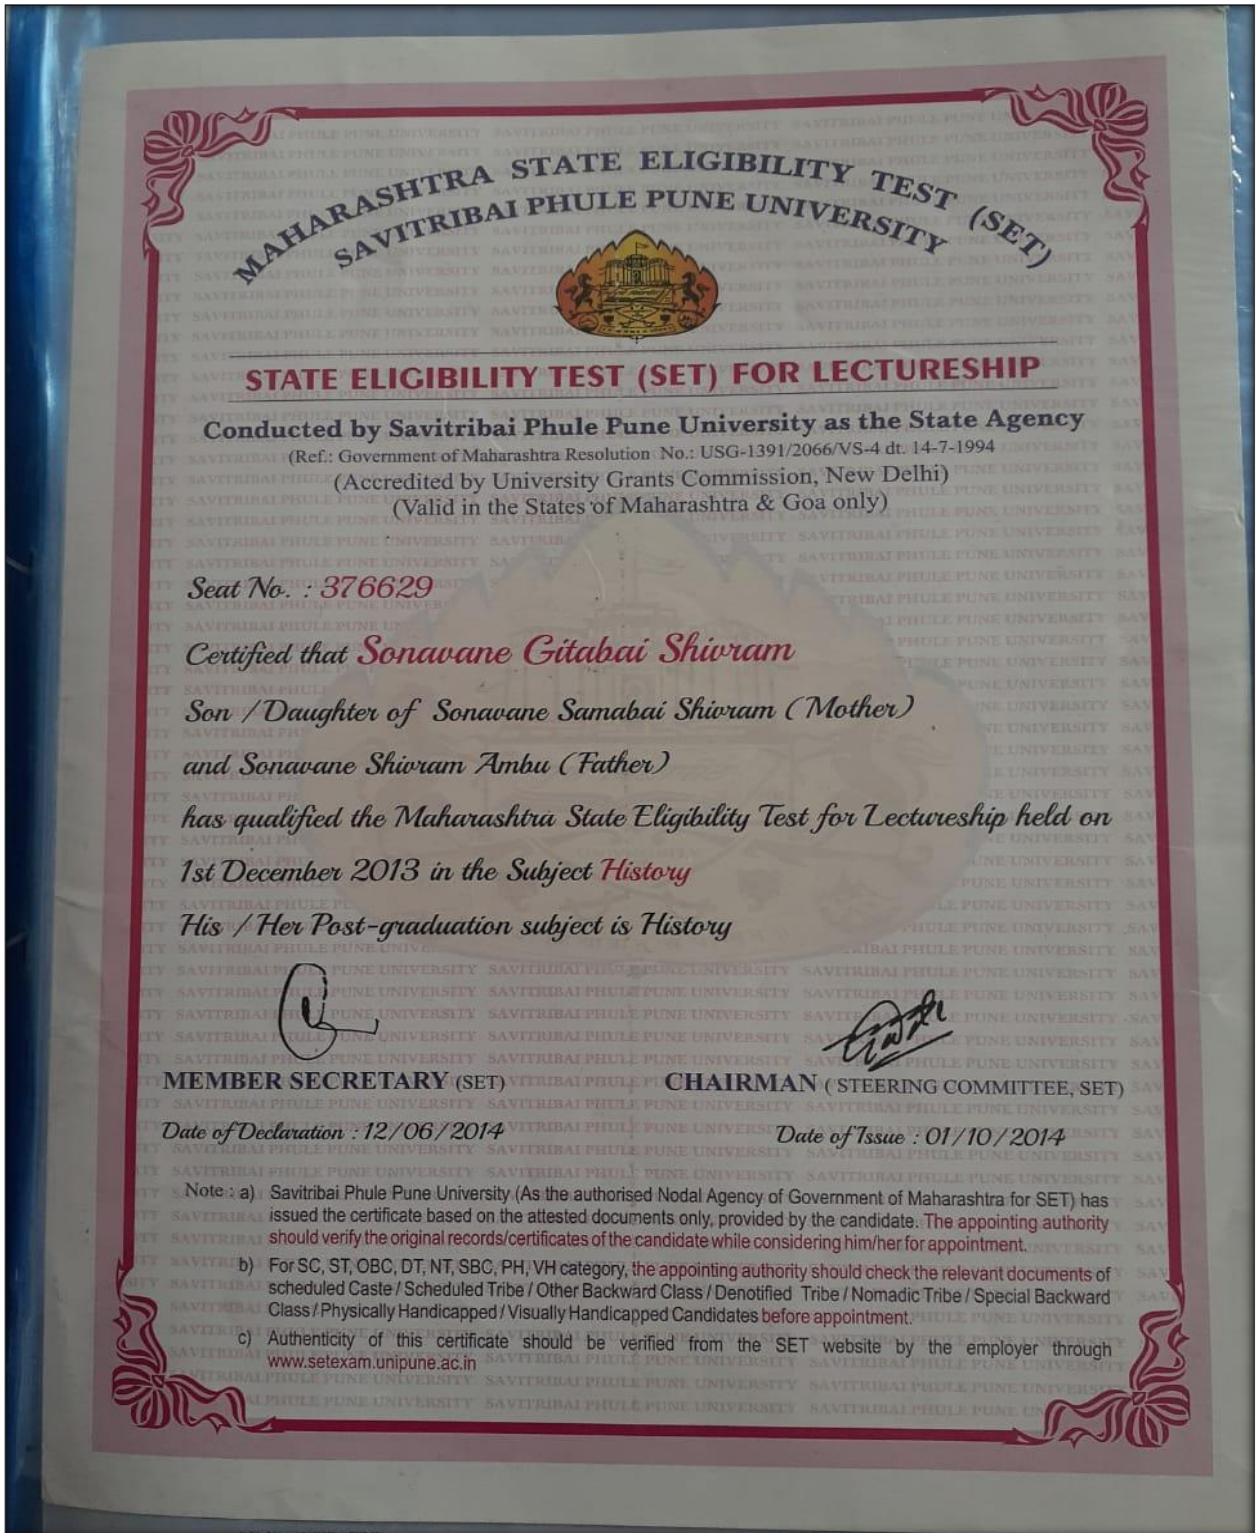 MAHARASHTRA STATE ELIGIBILITY TEST (SET)
SAVITRIBAI PHULE PUNE UNIVERSITY
STATE ELIGIBILITY TEST (SET) FOR LECTURESHIP
Conducted by Savitribai Phule Pune University as the State Agency
(Ref.: Government of Maharashtra Resolution No.: USG-1391/2066/VS-4 dt. 14-7-1994
(Accredited by University Grants Commission, New Delhi)
(Valid in the States of Maharashtra & Goa only)
Seat No. : 376629
Certified that Sonavane Gitabai Shivram
Son / Daughter of Sonavane Samabai Shivram (Mother)
and Sonavane Shivram Ambu (Father)
has qualified the Maharashtra State Eligibility Test for Lectureship held on
1st December 2013 in the Subject History
His / Her Post-graduation subject is History
MEMBER SECRETARY (SET)
CHAIRMAN ( STEERING COMMITTEE, SET)
Date of Declaration : 12/06/2014
Date of Issue : 01/10/2014
Note : a) Savitribai Phule Pune University (As the authorised Nodal Agency of Government of Maharashtra for SET) has
issued the certificate based on the attested documents only, provided by the candidate. The appointing authority
should verify the original records/certificates of the candidate while considering him/her for appointment.
b) For SC, ST, OBC, DT, NT, SBC, PH, VH category, the appointing authority should check the relevant documents of
scheduled Caste / Scheduled Tribe / Other Backward Class / Denotified Tribe / Nomadic Tribe / Special Backward
Class / Physically Handicapped / Visually Handicapped Candidates before appointment.
c) Authenticity of this certificate should be verified from the SET website by the employer through
www.setexam.unipune.ac.in